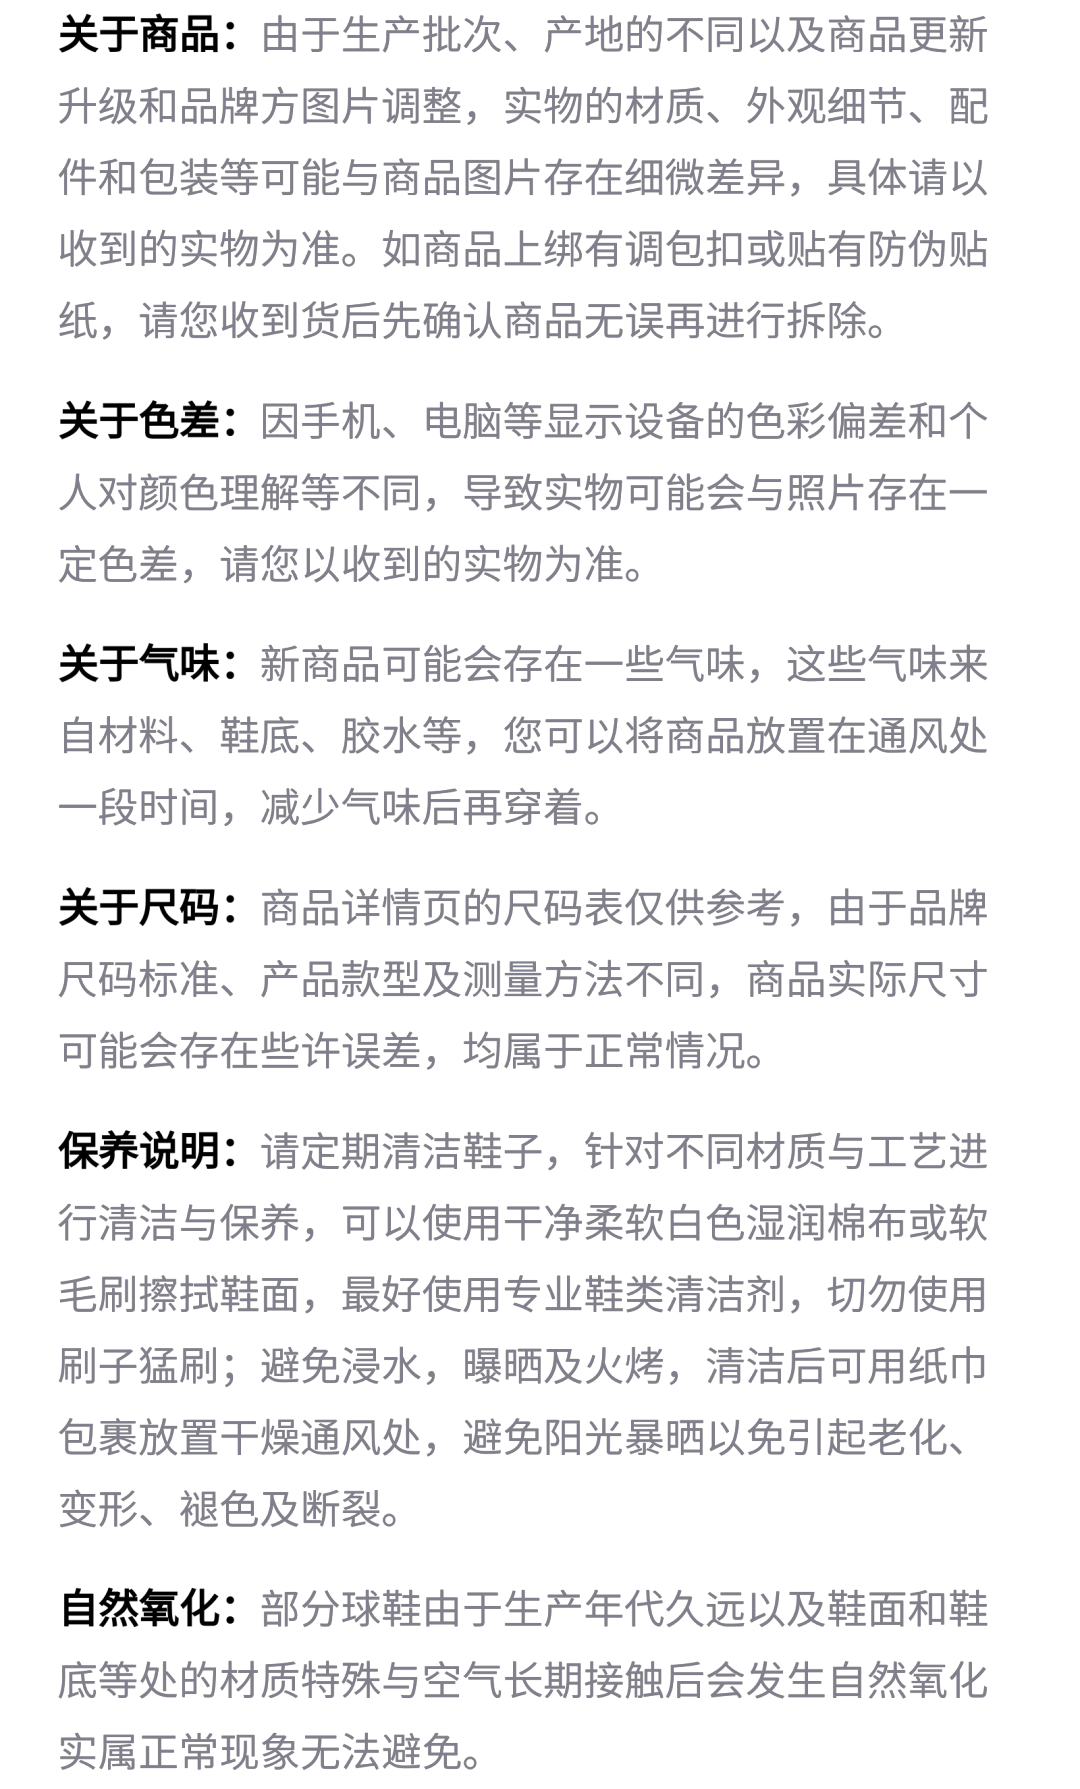 关于商品：由于生产批次、产地的不同以及商品更新
升级和品牌方图片调整，实物的材质、外观细节、配
件和包装等可能与商品图片存在细微差异，具体请以
收到的实物为准。如商品上绑有调包扣或贴有防伪贴
纸，请您收到货后先确认商品无误再进行拆除。
关于色差：因手机、电脑等显示设备的色彩偏差和个
人对颜色理解等不同，导致实物可能会与照片存在一
定色差，请您以收到的实物为准。
关于气味：新商品可能会存在一些气味，这些气味来
自材料、鞋底、胶水等，您可以将商品放置在通风处
一段时间，减少气味后再穿着。
关于尺码：商品详情页的尺码表仅供参考，由于品牌
尺码标准、产品款型及测量方法不同，商品实际尺寸
可能会存在些许误差，均属于正常情况。
保养说明：请定期清洁鞋子，针对不同材质与工艺进
行清洁与保养，可以使用干净柔软白色湿润棉布或软
毛刷擦拭鞋面，最好使用专业鞋类清洁剂，切勿使用
刷子猛刷；避免浸水，曝晒及火烤，清洁后可用纸巾
包裹放置干燥通风处，避免阳光暴晒以免引起老化、
变形、褪色及断裂。
自然氧化：部分球鞋由于生产年代久远以及鞋面和鞋
底等处的材质特殊与空气长期接触后会发生自然氧化
实属正常现象无法避免。